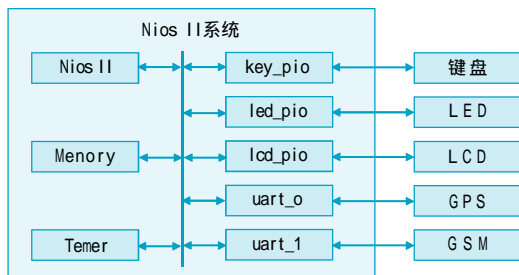 Nios II系统
Nios II
key_pio
键盘
led_pio
LED
Menory
lcd_pio
LCD
uart_o
GPS
Temer
uart_1
GSM